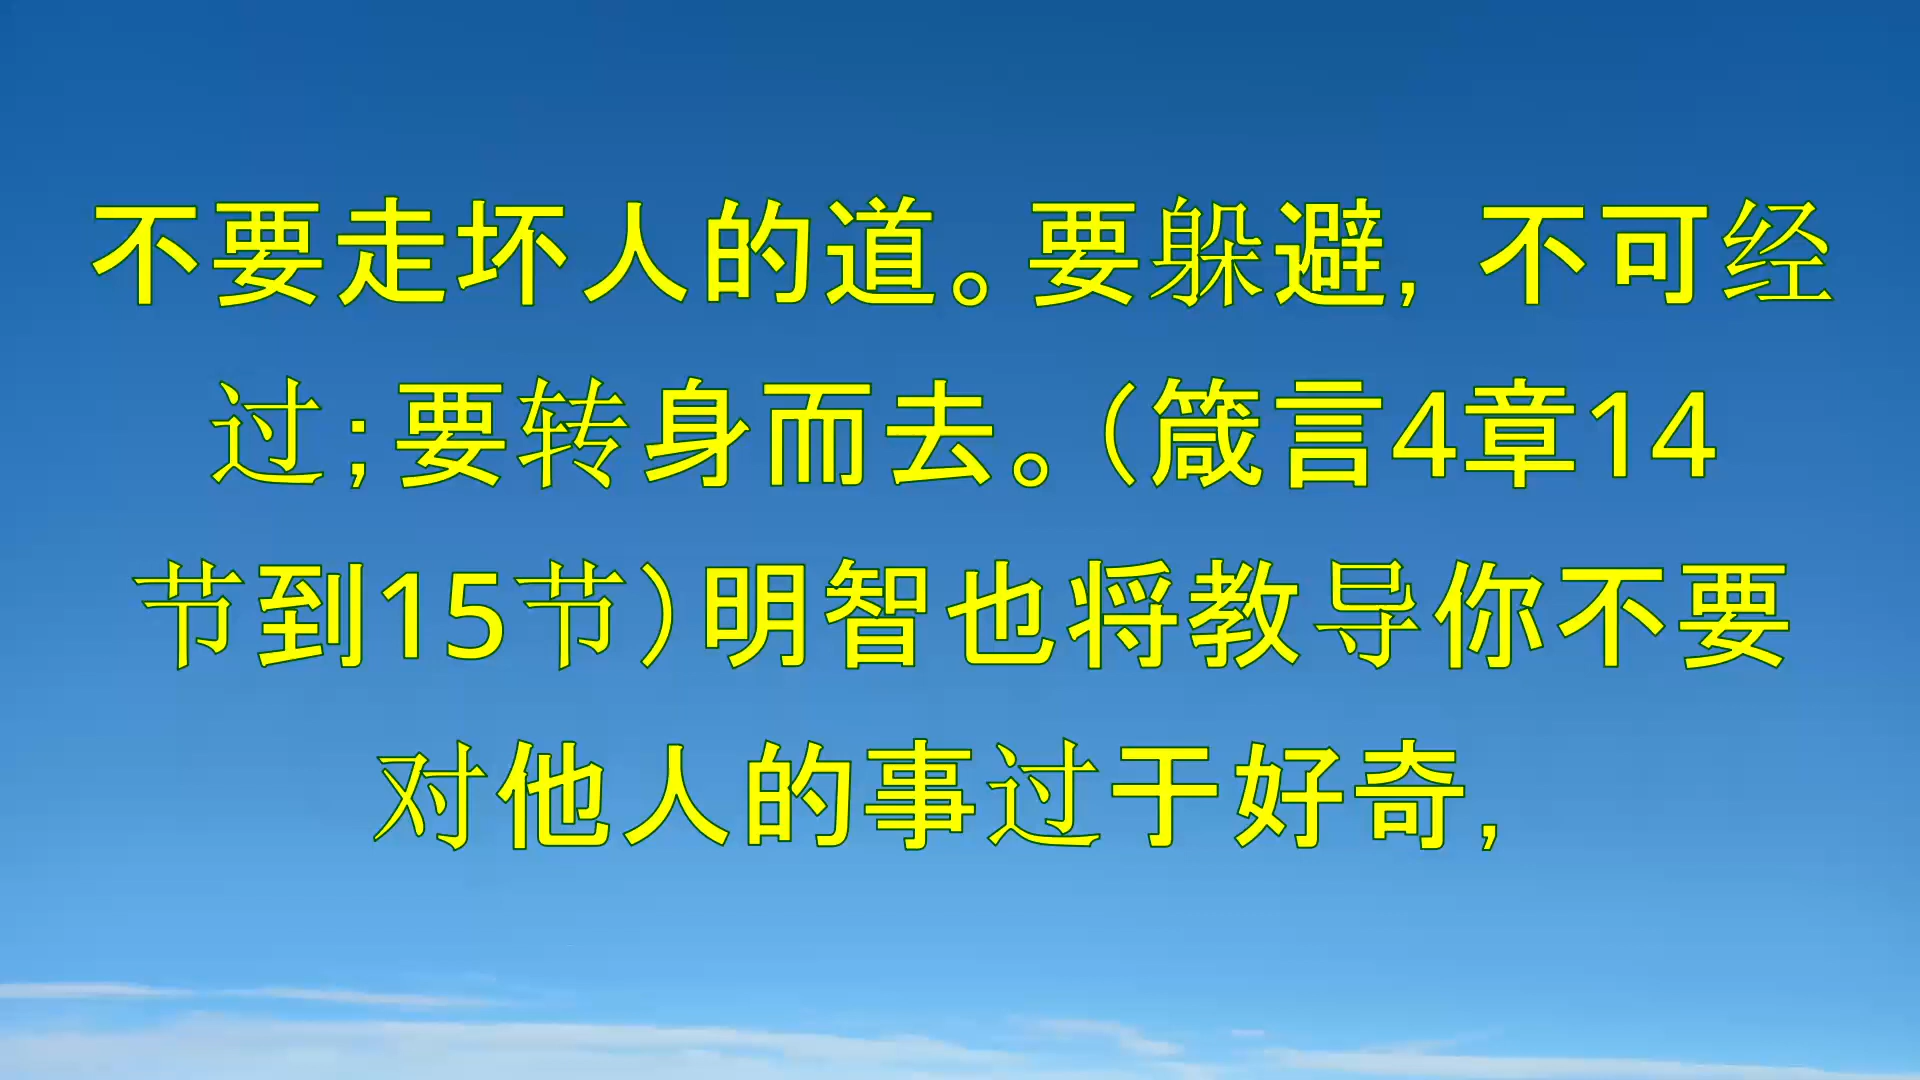 不要走坏人的道。要躲避，不可经
过;要转身而去。(箴言4章14
节到15节)明智也将教导你不要
对他人的事过于好奇,